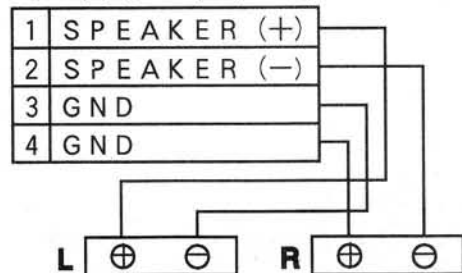 1 SPEAKER (+)
2 SPEAKER (−)
3 GND
4 GND
L ⊕ ⊖ R ⊕ ⊖